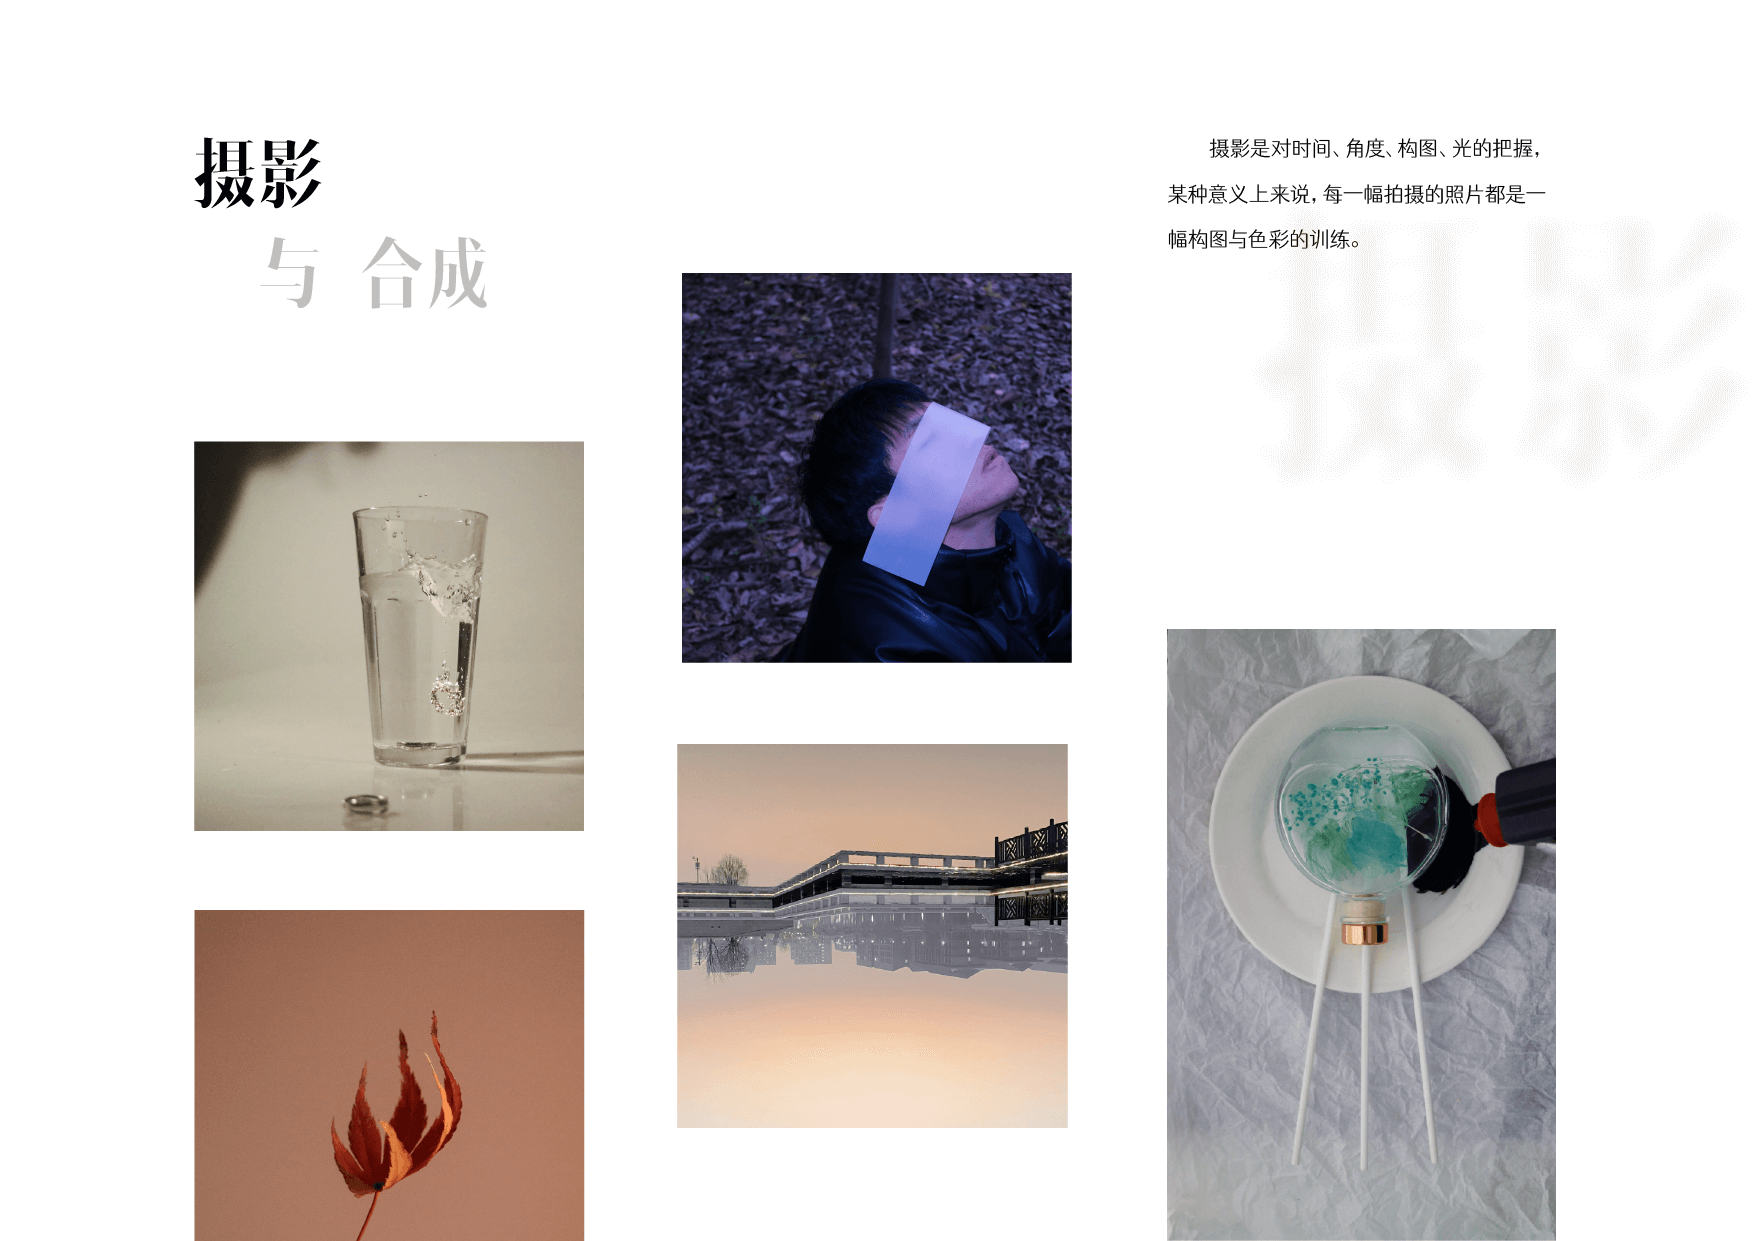 摄影
与 合成
摄影是对时间、角度、构图、光的把握，
某种意义上来说，每一幅拍摄的照片都是一
幅构图与色彩的训练。
摄影